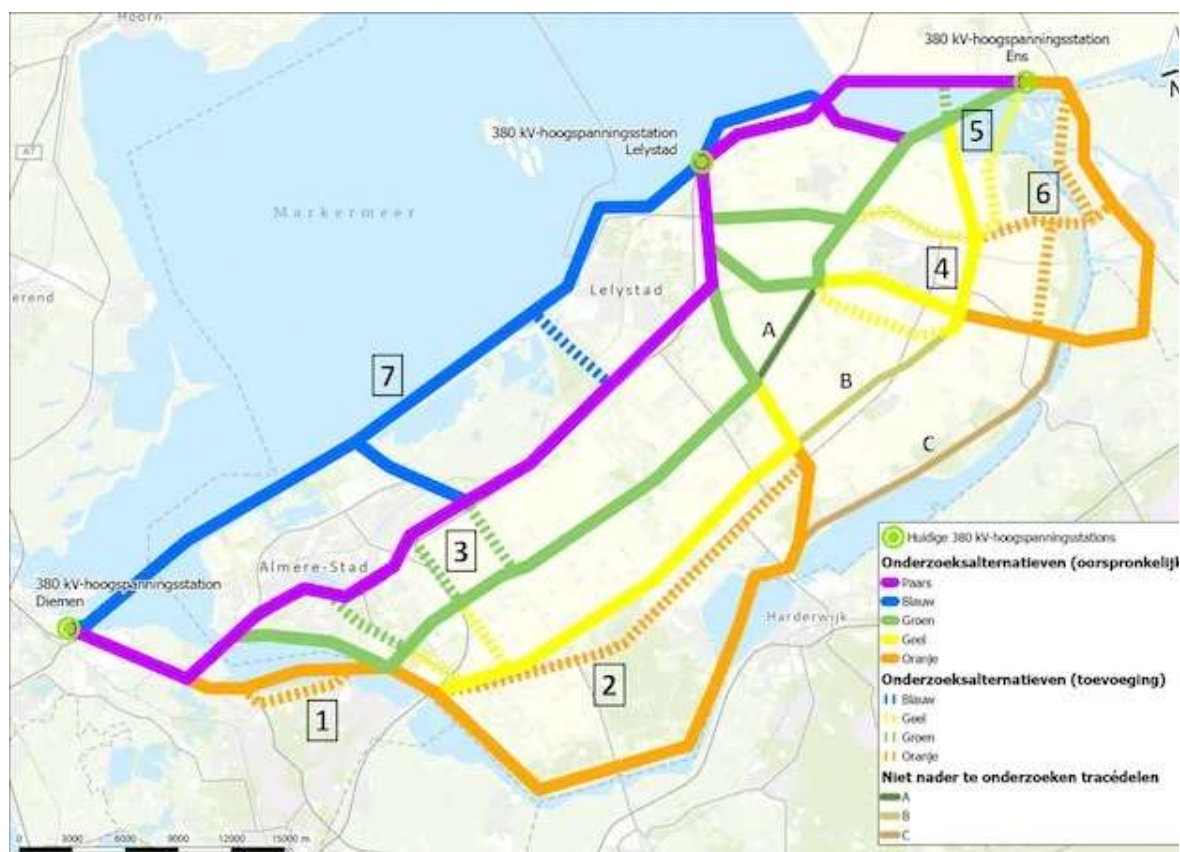 Hoorn
380 kV-hoogspanningsstation
Ens
N
5
380 kV-hoogspanningsstation
Lelystad
A7
Markermeer
6
4
Lelystad
erend
A
7
B
C
3
Almere-Stad
380 kV-hoogspanningsstation
Diemen
Harderwijk
2
1
Huidige 380 kV-hoogspanningsstations
Onderzoeksalternatieven (oorspronkelijk
Paars
Blauw
Groen
Geel
Oranje
Onderzoeksalternatieven (toevoeging)
Blauw
Geel
Groen
Oranje
Niet nader te onderzoeken tracédelen
A
B
C
0 3000 6000 9000 12000 15000 m